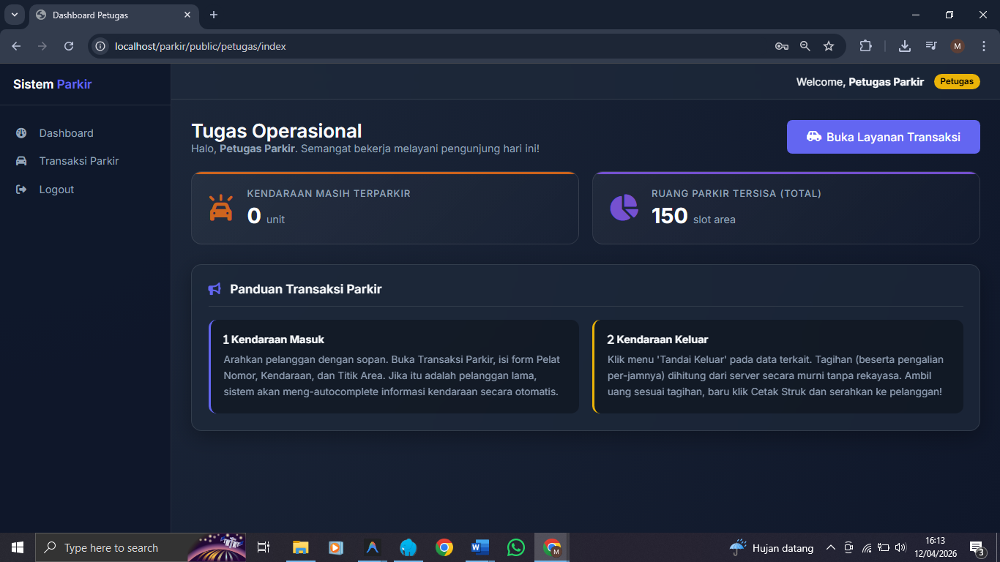 Dashboard Petugas
localhost/parkir/public/petugas/index
M
Sistem Parkir
Welcome, Petugas Parkir Petugas
Dashboard
Transaksi Parkir
Logout
Tugas Operasional
Halo, Petugas Parkir. Semangat bekerja melayani pengunjung hari ini!
Buka Layanan Transaksi
KENDARAAN MASIH TERPARKIR
0 unit
RUANG PARKIR TERSISA (TOTAL)
150 slot area
Panduan Transaksi Parkir
1 Kendaraan Masuk
Arahkan pelanggan dengan sopan. Buka Transaksi Parkir, isi form Pelat
Nomor, Kendaraan, dan Titik Area. Jika itu adalah pelanggan lama,
sistem akan meng-autocomplete informasi kendaraan secara otomatis.
2 Kendaraan Keluar
Klik menu 'Tandai Keluar' pada data terkait. Tagihan (beserta pengalian
per-jamnya) dihitung dari server secara murni tanpa rekayasa. Ambil
uang sesuai tagihan, baru klik Cetak Struk dan serahkan ke pelanggan!
Type here to search
W
M
Hujan datang
16:13
12/04/2026
3